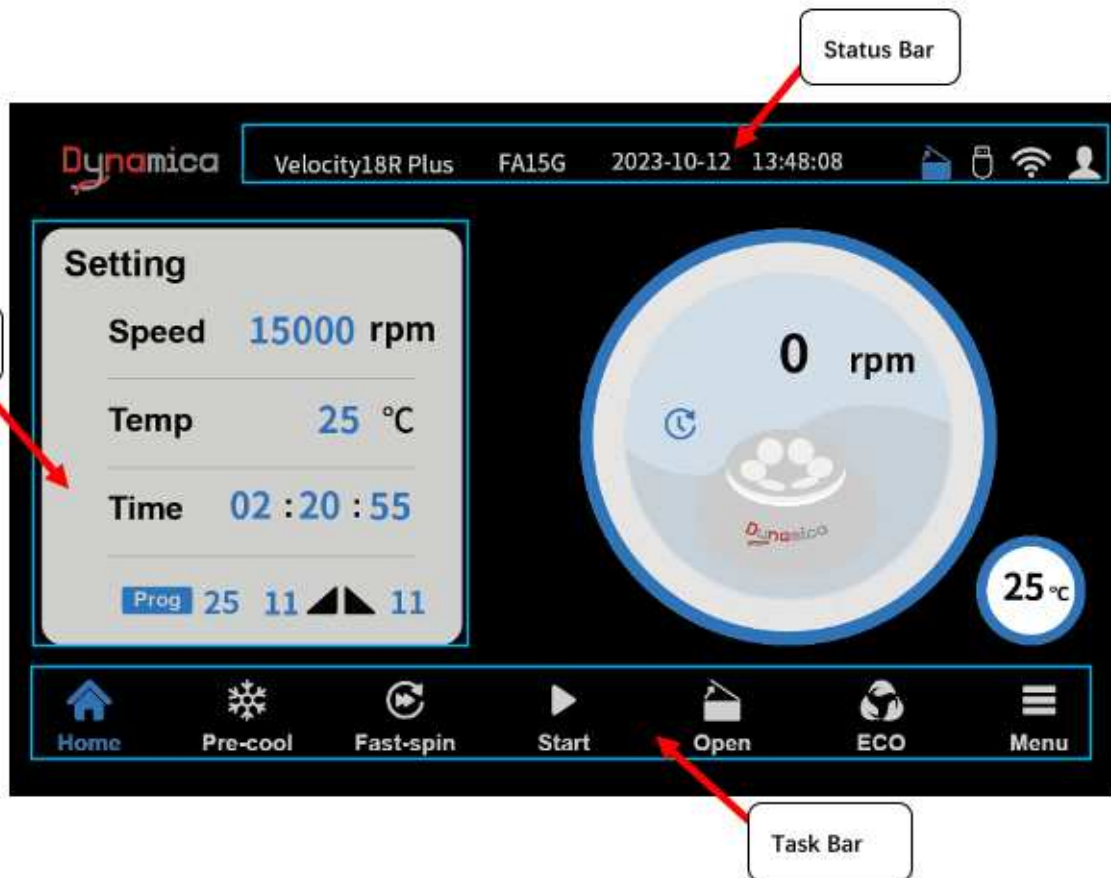 Status Bar
Dynamica Velocity18R Plus FA15G 2023-10-12 13:48:08
Setting
Speed 15000 rpm
Temp 25 °C
Time 02 : 20 : 55
Prog 25 11 11
0 rpm
Dynamica
25 °C
Home Pre-cool Fast-spin Start Open ECO Menu
Task Bar